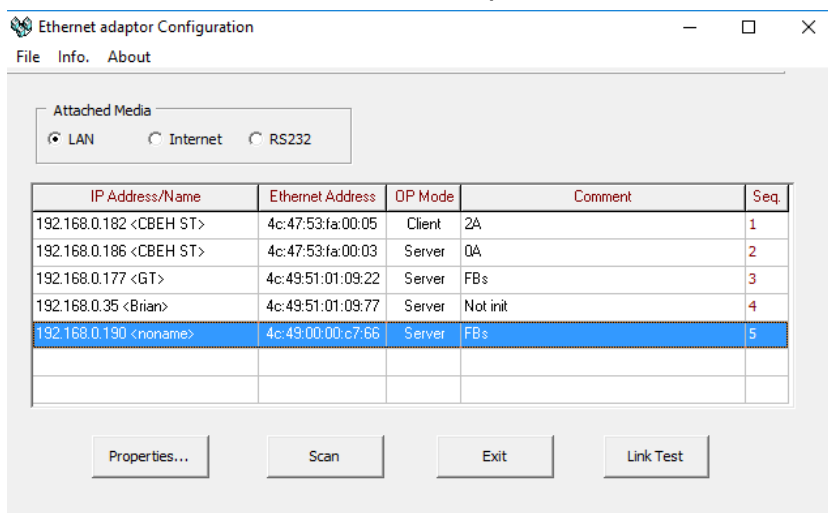 Ethernet adaptor Configuration
File Info. About
Attached Media
LAN Internet RS232
IP Address/Name Ethernet Address OP Mode Comment Seq.
192.168.0.182 <CBEH ST> 4c:47:53:fa:00:05 Client 2A 1
192.168.0.186 <CBEH ST> 4c:47:53:fa:00:03 Server 0A 2
192.168.0.177 <GT> 4c:49:51:01:09:22 Server FBs 3
192.168.0.35 <Brian> 4c:49:51:01:09:77 Server Not init 4
192.168.0.190 <noname> 4c:49:00:00:c7:66 Server FBs 5
Properties... Scan Exit Link Test